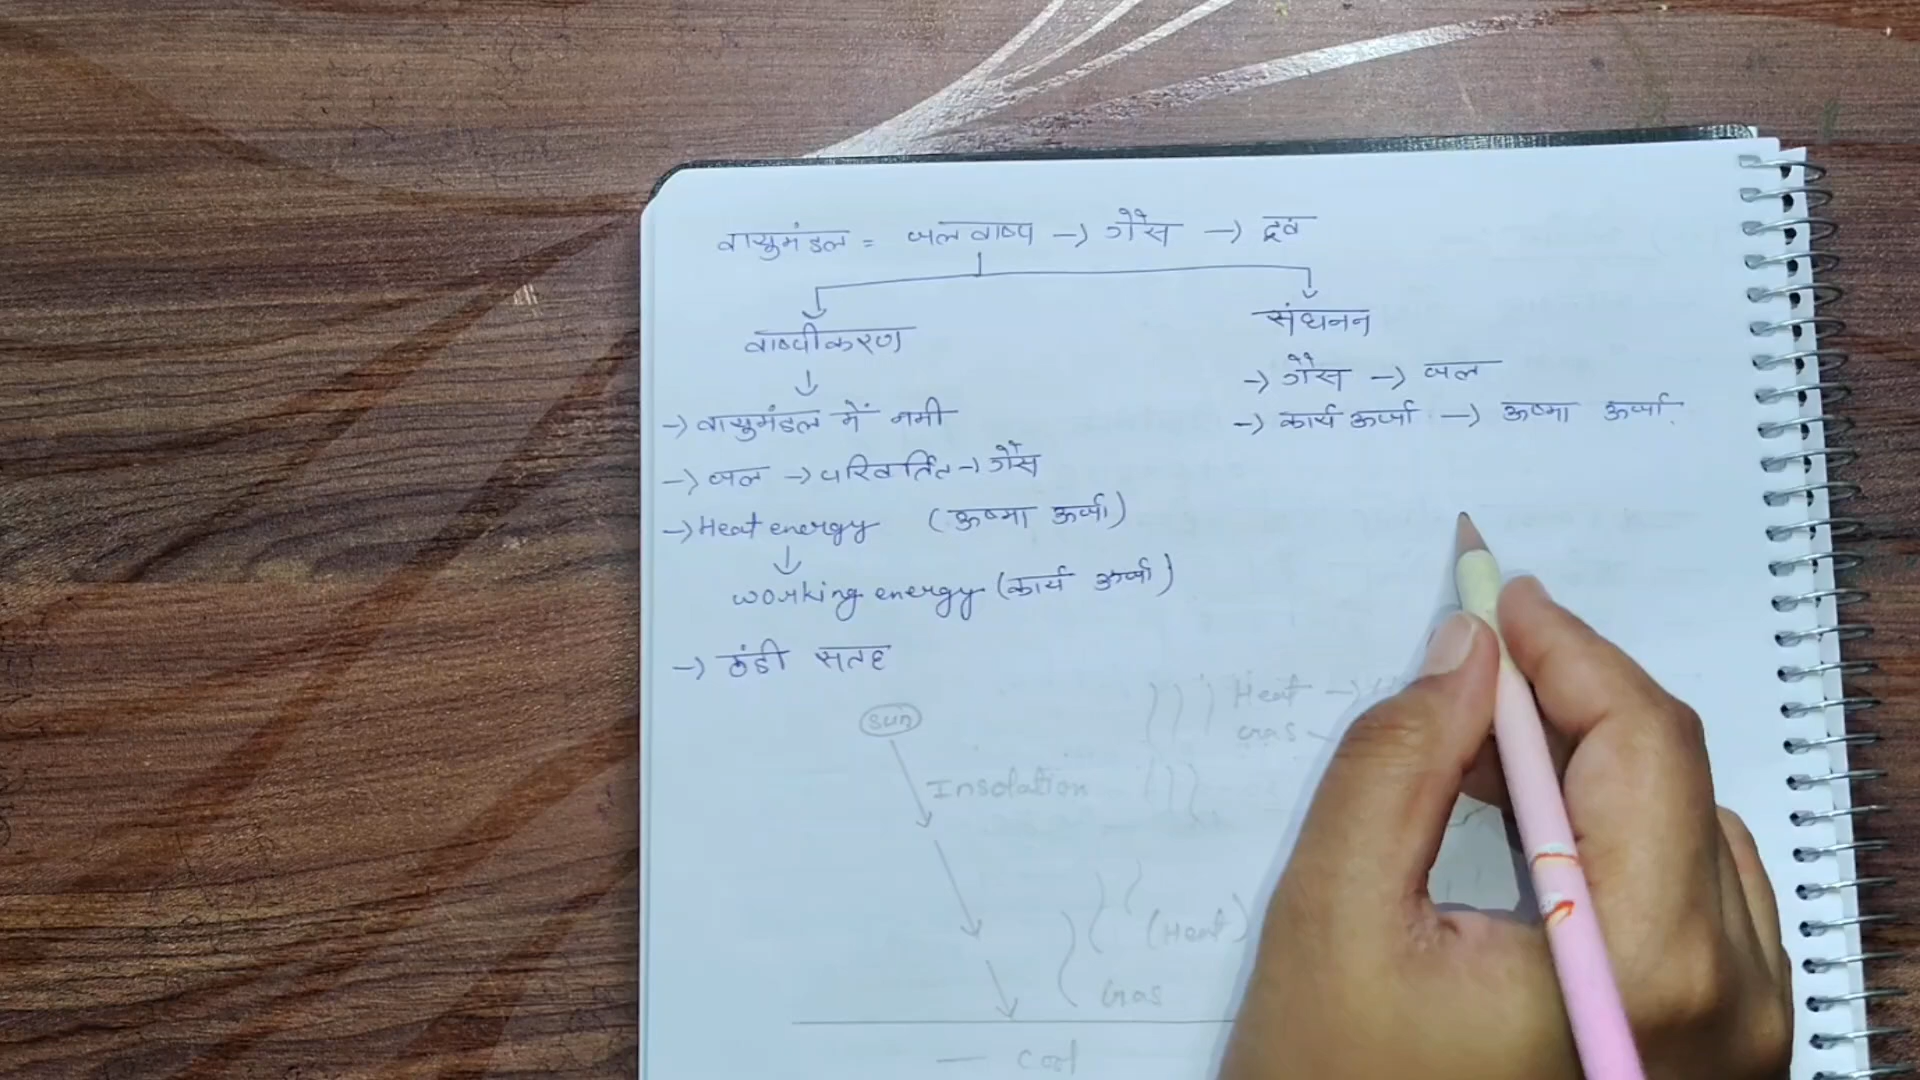 वायुमंडल = जलवाष्प → गैस → द्रव
वाष्पीकरण
संघनन
→ वायुमंडल में नमी
→ जल → परिवर्तित → गैस
→ Heat energy (ऊष्मा ऊर्जा)
↓
working energy (कार्य ऊर्जा)
→ ठंडी सतह
→ गैस → जल
→ कार्य ऊर्जा → ऊष्मा ऊर्जा.
sun
Insolation
Heat →
Gas
(Heat)
Gas
— Cool